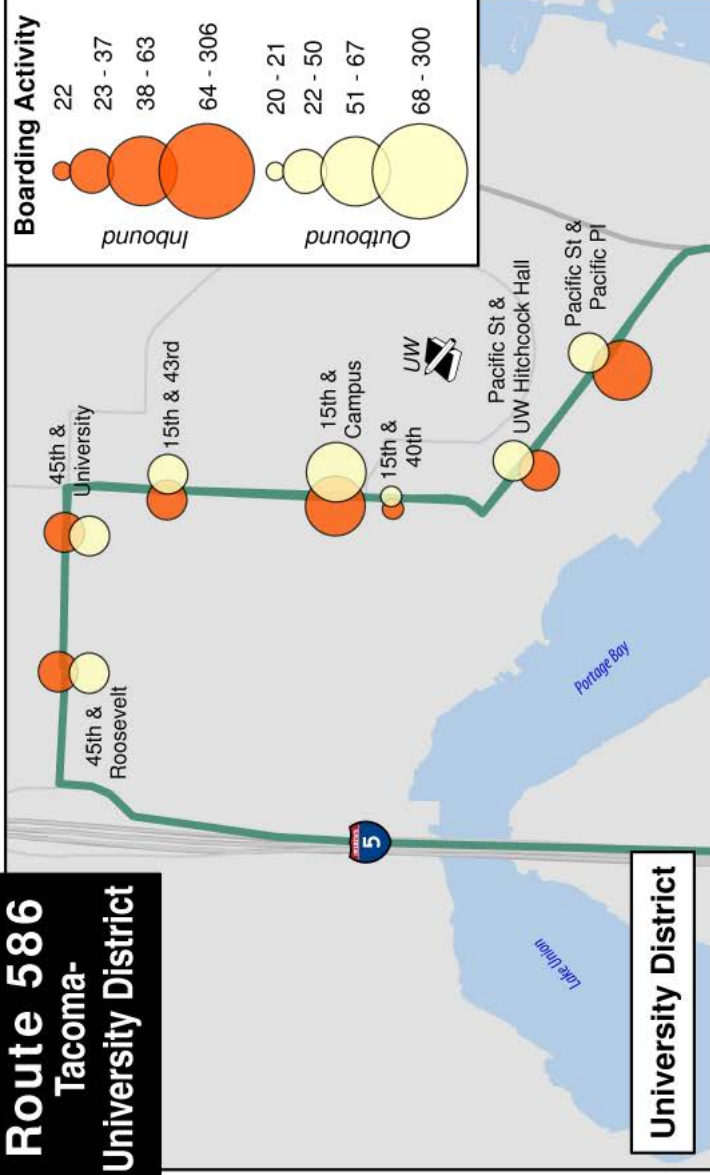 Route 586
Tacoma-
University District
Boarding Activity
Inbound
22
23 - 37
38 - 63
64 - 306
Outbound
20 - 21
22 - 50
51 - 67
68 - 300
45th &
Roosevelt
45th &
University
15th & 43rd
15th &
Campus
15th &
40th
UW
Pacific St &
UW Hitchcock Hall
Pacific St &
Pacific Pl
5
Lake Union
Portage Bay
University District